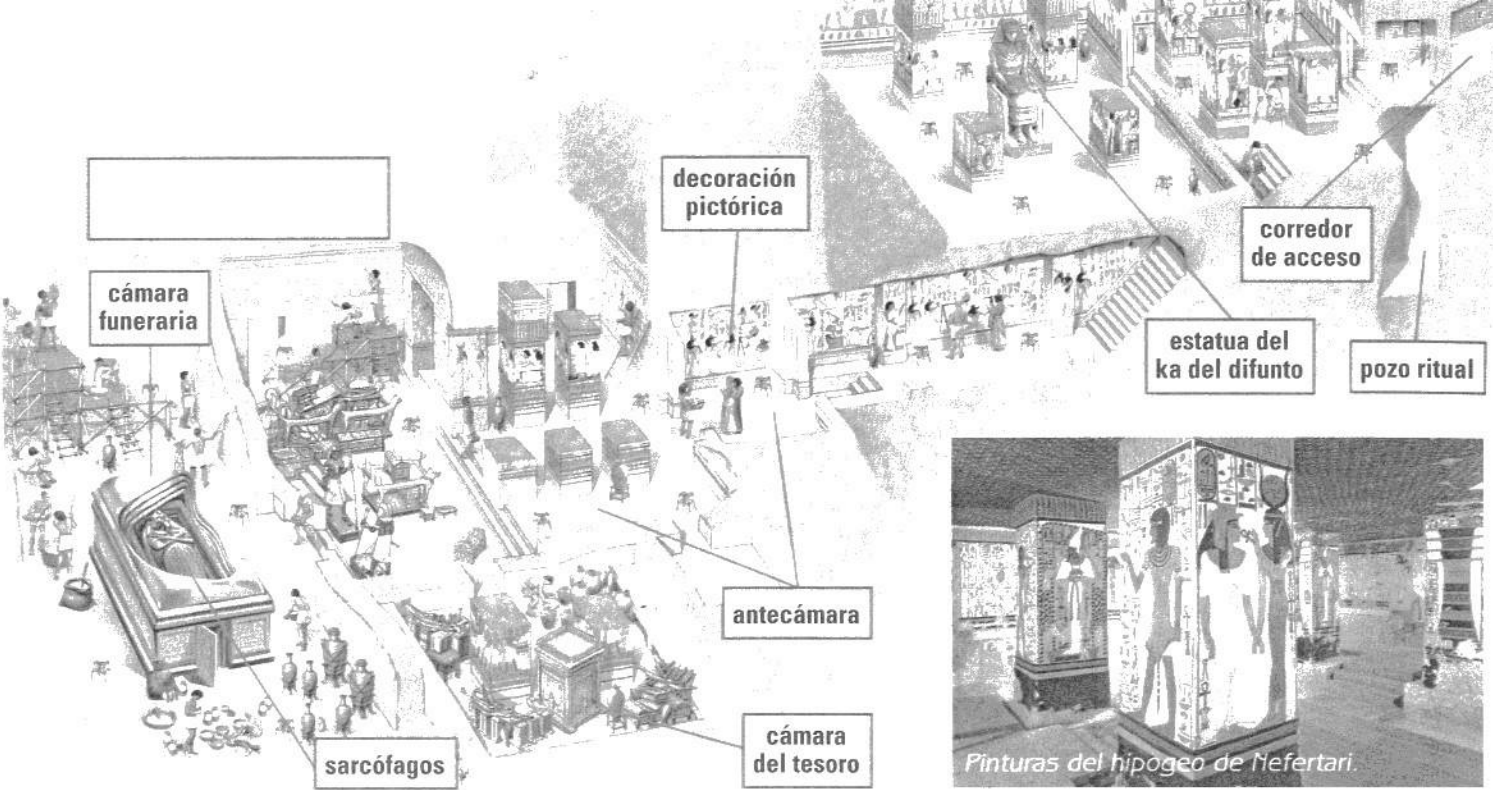 decoración
pictórica
corredor
de acceso
cámara
funeraria
estatua del
ka del difunto
pozo ritual
antecámara
cámara
del tesoro
sarcófagos
Pinturas del hipogeo de Nefertari.